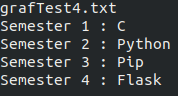 grafTest4.txt
Semester 1 : C
Semester 2 : Python
Semester 3 : Pip
Semester 4 : Flask